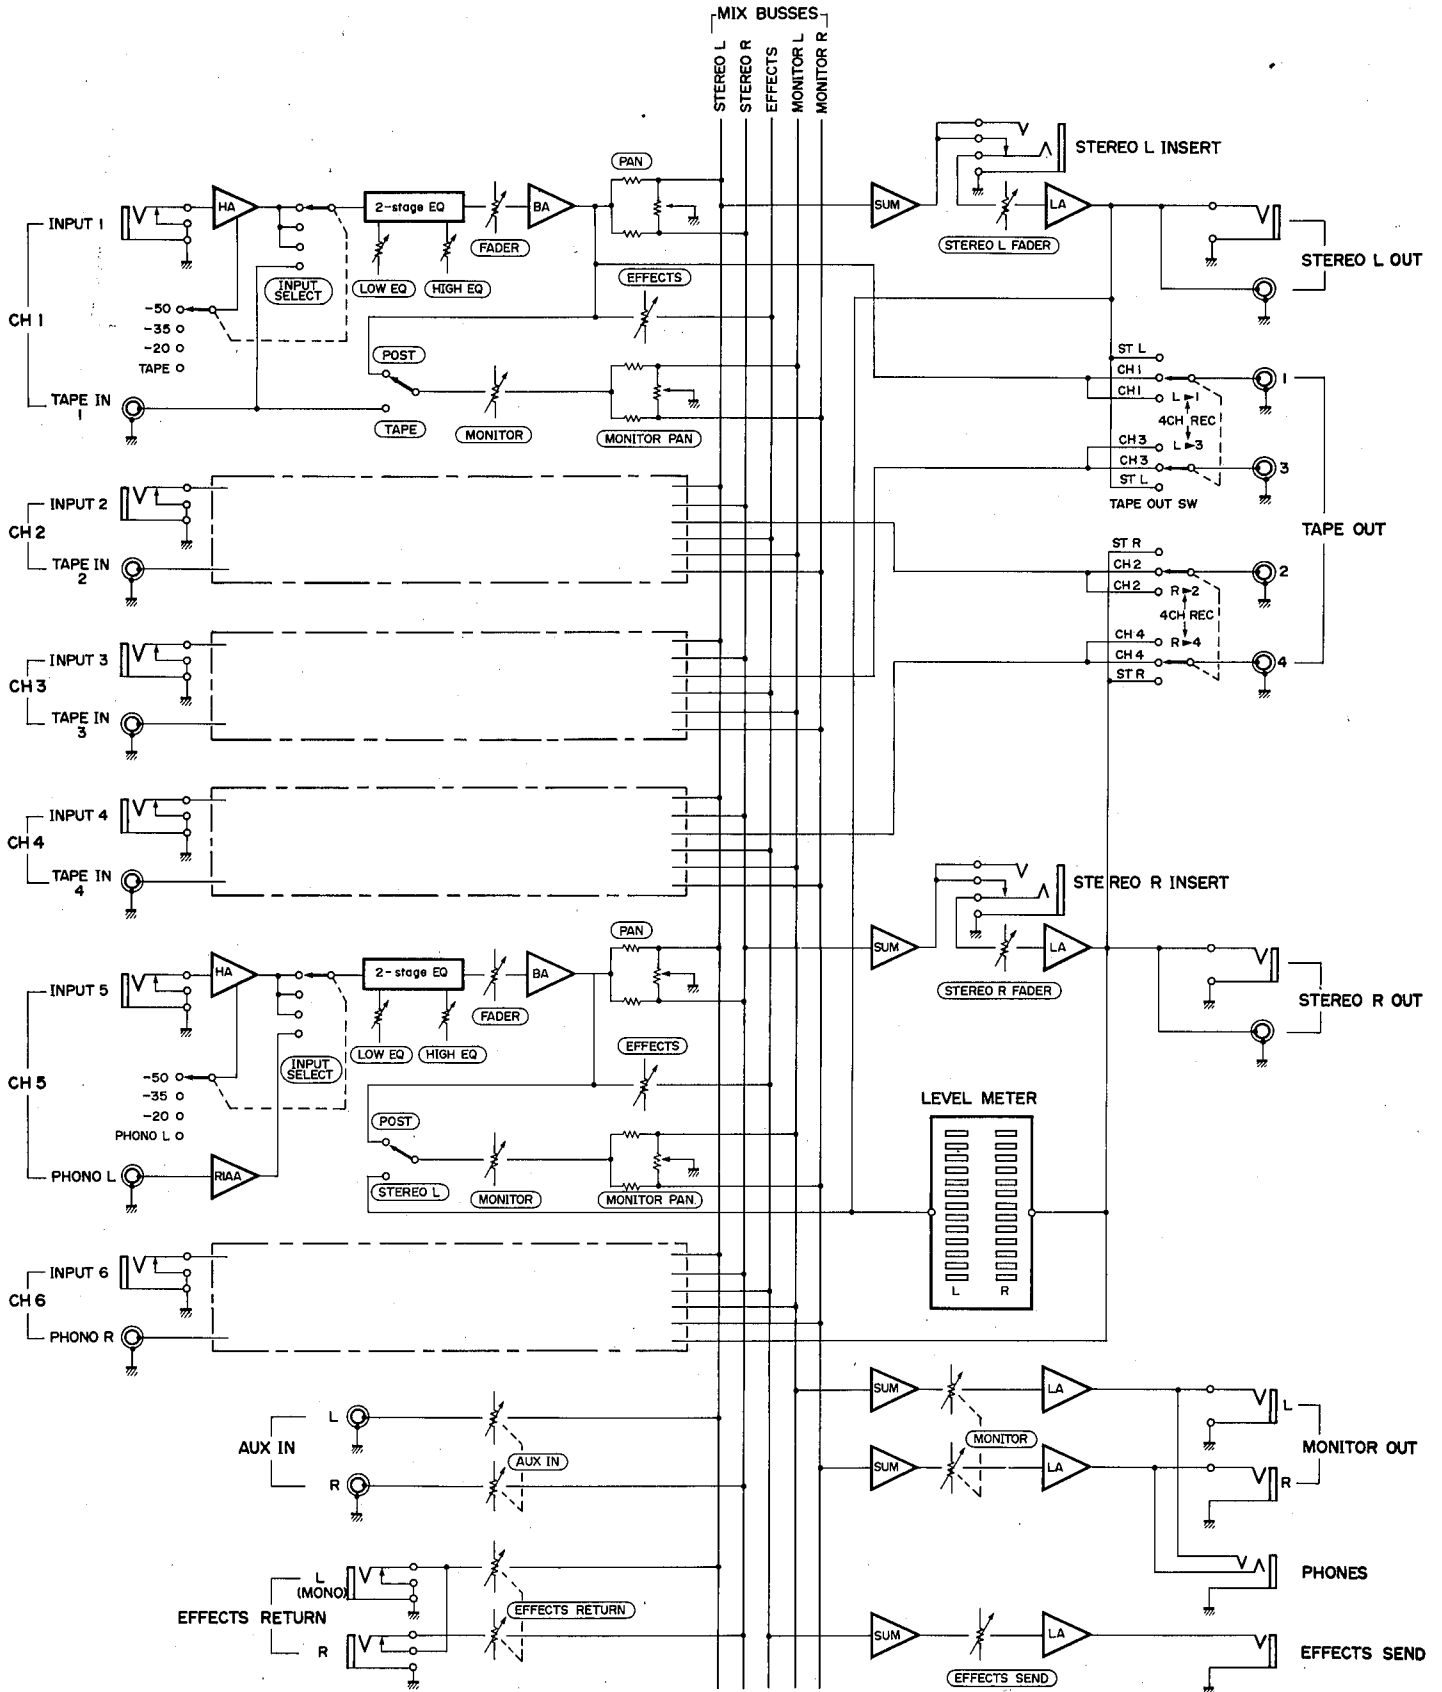 MIX BUSSES
STEREO L
STEREO R
EFFECTS
MONITOR L
MONITOR R
CH 1
INPUT 1
HA
INPUT SELECT
-50
-35
-20
TAPE
TAPE IN 1
2-stage EQ
LOW EQ
HIGH EQ
FADER
BA
PAN
EFFECTS
POST
TAPE
MONITOR
MONITOR PAN
CH 2
INPUT 2
TAPE IN 2
CH 3
INPUT 3
TAPE IN 3
CH 4
INPUT 4
TAPE IN 4
CH 5
INPUT 5
HA
INPUT SELECT
-50
-35
-20
PHONO L
PHONO L
RIAA
2-stage EQ
LOW EQ
HIGH EQ
FADER
BA
PAN
EFFECTS
POST
STEREO L
MONITOR
MONITOR PAN.
CH 6
INPUT 6
PHONO R
AUX IN
L
R
AUX IN
EFFECTS RETURN
L (MONO)
R
EFFECTS RETURN
SUM
STEREO L INSERT
STEREO L FADER
LA
STEREO L OUT
ST L
CH 1
CH 1
L ►1
4CH REC
L ►3
CH 3
CH 3
ST L
TAPE OUT SW
1
3
TAPE OUT
ST R
CH 2
CH 2
R ►2
4CH REC
R ►4
CH 4
CH 4
ST R
2
4
SUM
STEREO R INSERT
STEREO R FADER
LA
STEREO R OUT
LEVEL METER
L
R
SUM
LA
L
MONITOR
MONITOR OUT
SUM
LA
R
PHONES
SUM
EFFECTS SEND
LA
EFFECTS SEND